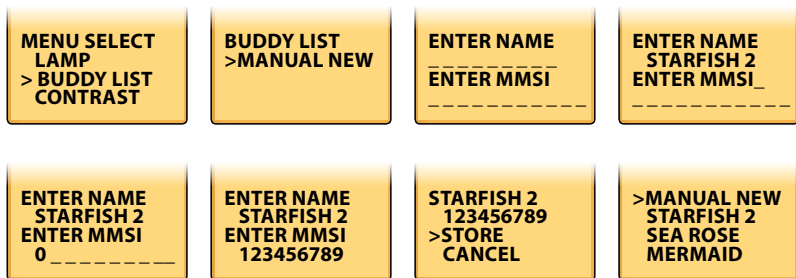 MENU SELECT
LAMP
> BUDDY LIST
CONTRAST
BUDDY LIST
>MANUAL NEW
ENTER NAME
_ _ _ _ _ _ _ _ _
ENTER MMSI
_ _ _ _ _ _ _ _ _ _ _
ENTER NAME
STARFISH 2
ENTER MMSI_
_ _ _ _ _ _ _ _ _ _ _
ENTER NAME
STARFISH 2
ENTER MMSI
0 _ _ _ _ _ _ _ _ __
ENTER NAME
STARFISH 2
ENTER MMSI
123456789
STARFISH 2
123456789
>STORE
CANCEL
>MANUAL NEW
STARFISH 2
SEA ROSE
MERMAID